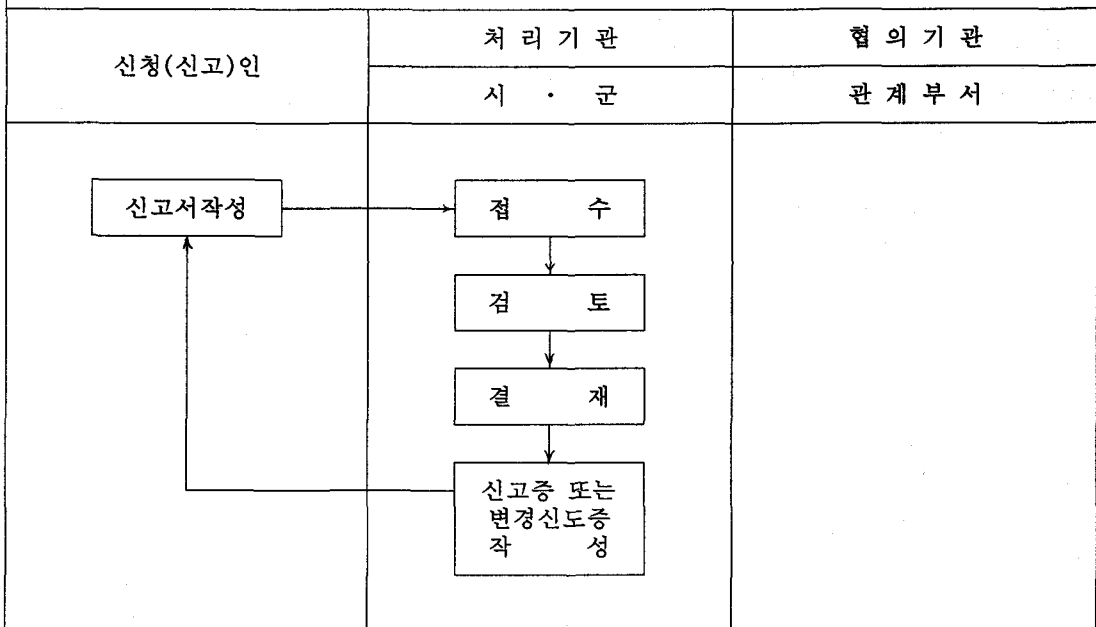 신청(신고)인
처 리 기 관
협 의 기 관
시 · 군
관 계 부 서
신고서작성
접 수
검 토
결 재
신고증 또는
변경신도증
작 성